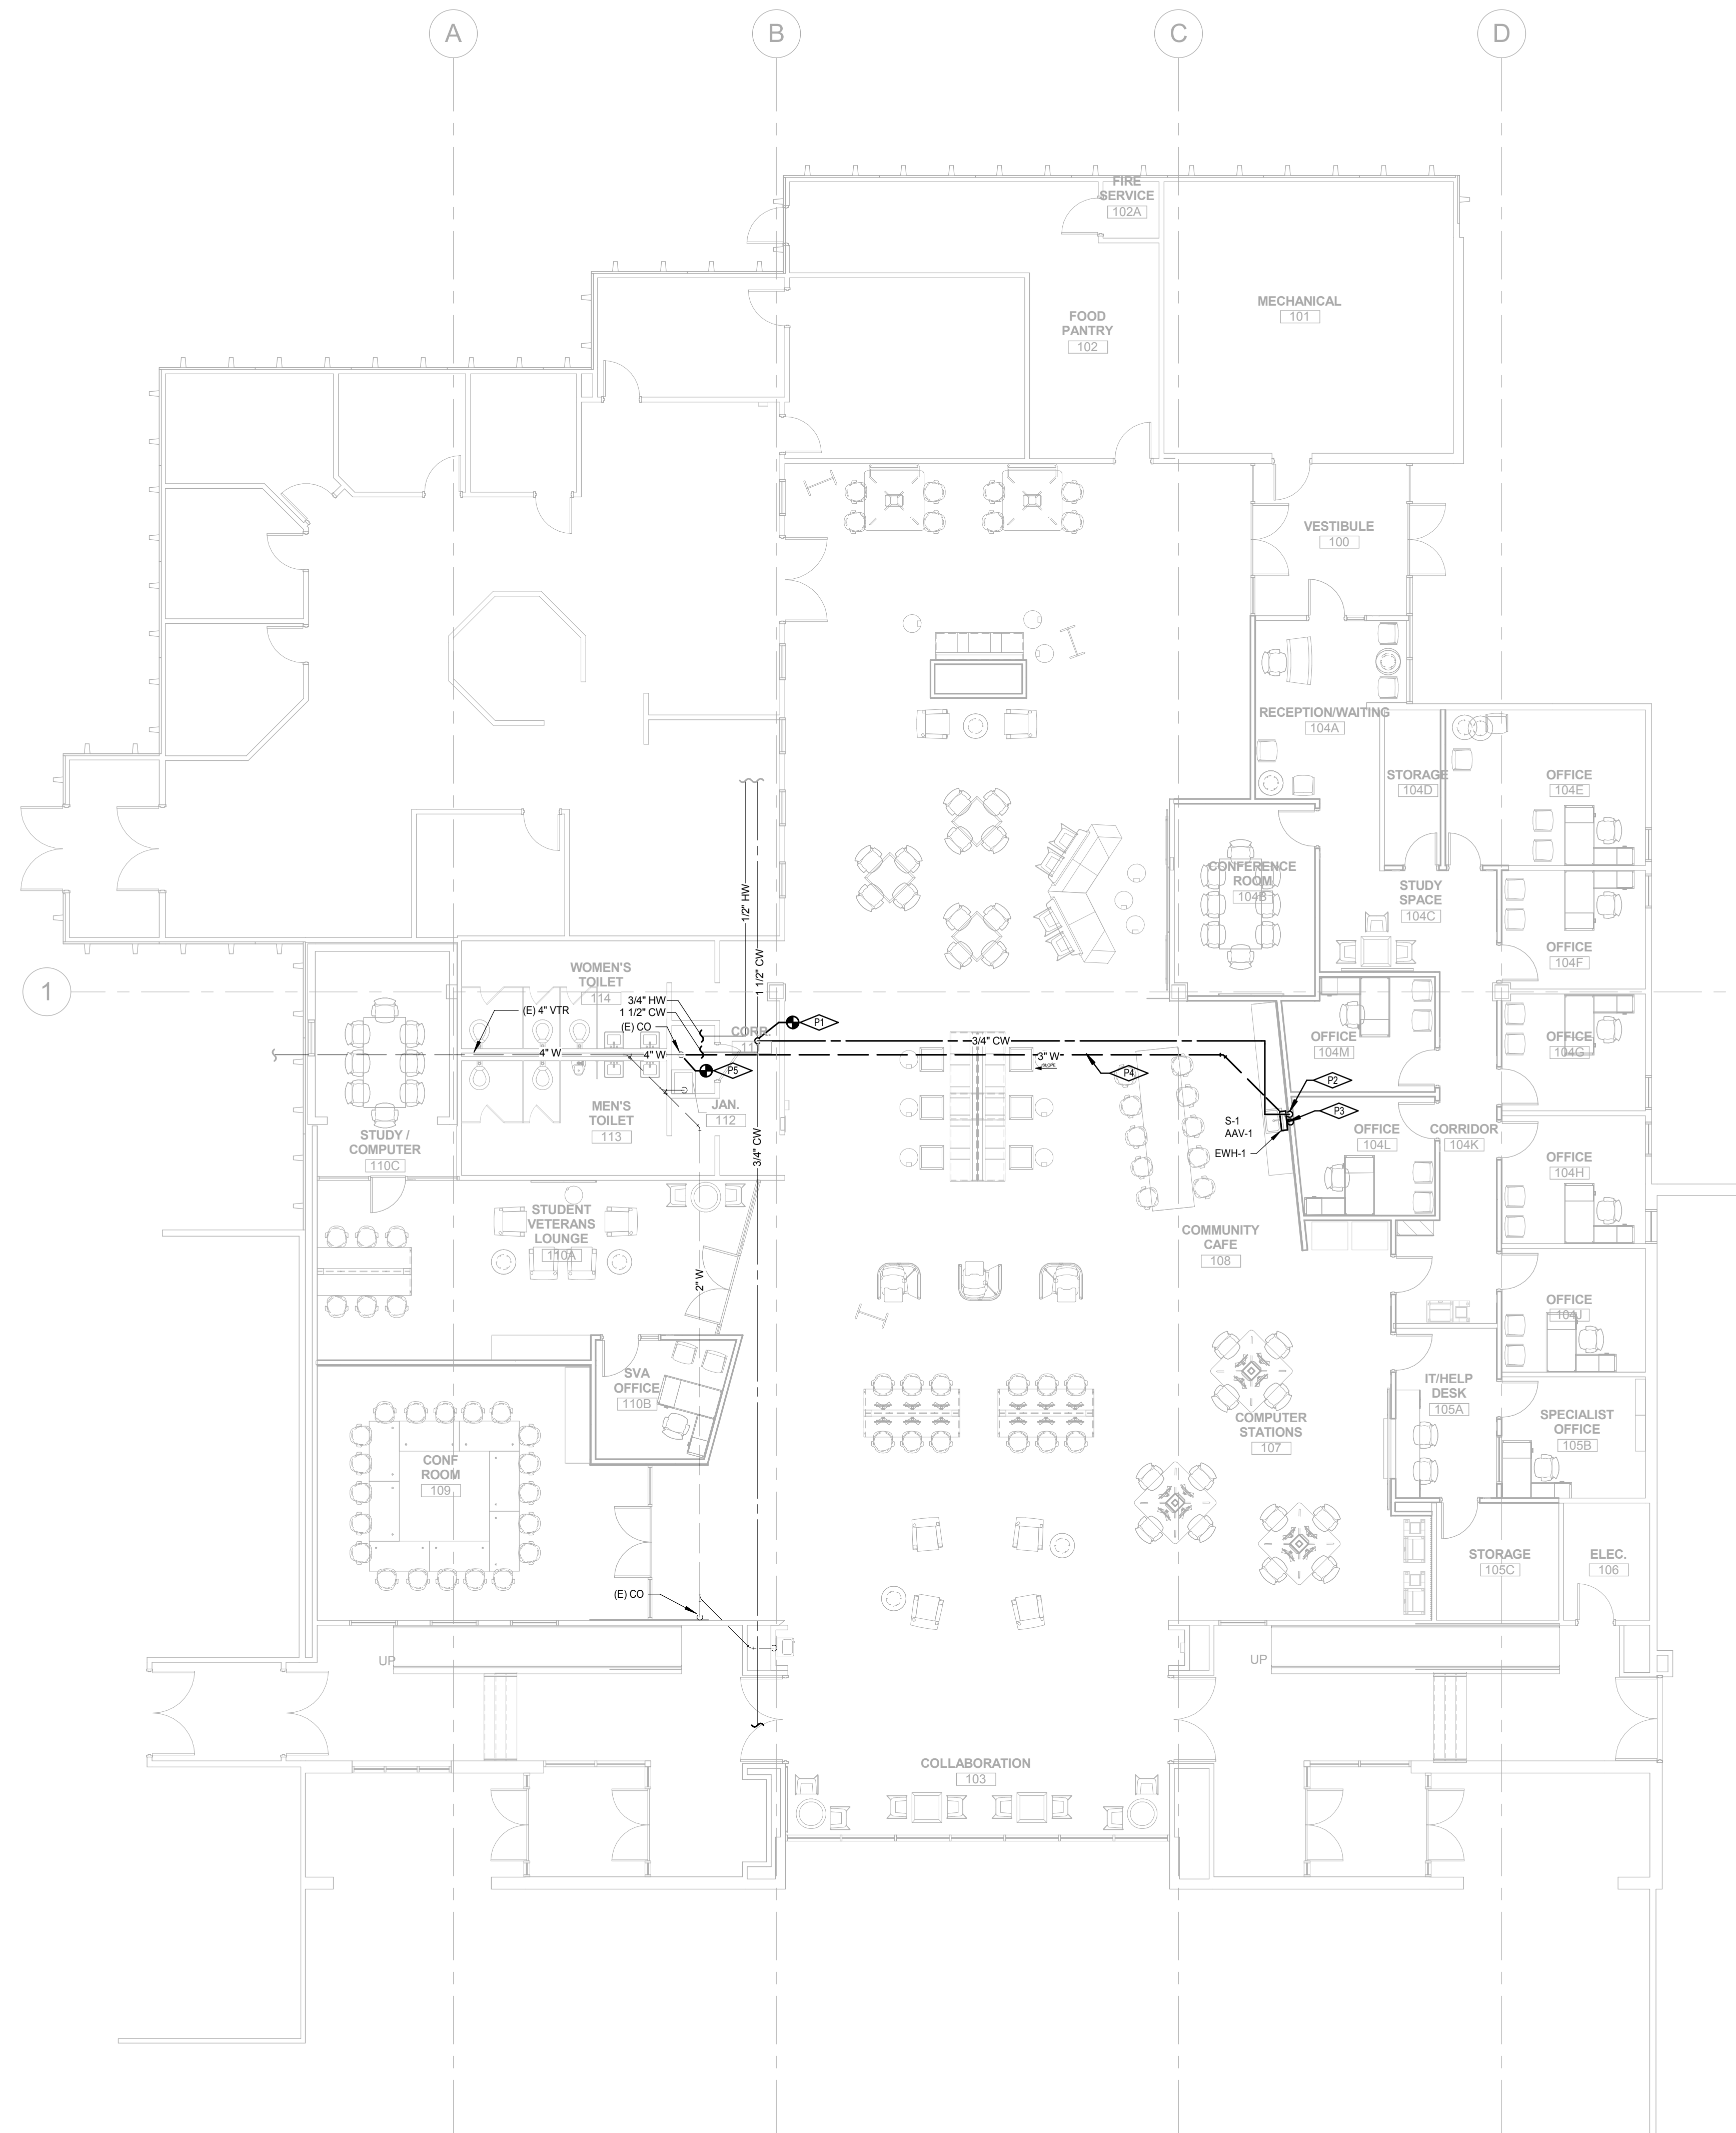 A
B
C
D
FIRE
SERVICE
102A
MECHANICAL
101
FOOD
PANTRY
102
VESTIBULE
100
RECEPTION/WAITING
104A
STORAGE
104D
OFFICE
104E
CONFERENCE
ROOM
104B
STUDY
SPACE
104C
OFFICE
104F
1/2" HW
1 1/2" CW
1
WOMEN'S
TOILET
114
(E) 4" VTR
3/4" HW
1 1/2" CW
(E) CO
CORR.
P1
4" W
4" W
P5
3/4" CW
3" W
SLOPE
P4
OFFICE
104M
OFFICE
104G
P2
P3
S-1
AAV-1
EWH-1
MEN'S
TOILET
113
JAN.
112
STUDY /
COMPUTER
110C
3/4" CW
OFFICE
104L
CORRIDOR
104K
OFFICE
104H
STUDENT
VETERANS
LOUNGE
110A
COMMUNITY
CAFE
108
2" W
OFFICE
104J
SVA
OFFICE
110B
IT/HELP
DESK
105A
COMPUTER
STATIONS
107
SPECIALIST
OFFICE
105B
CONF
ROOM
109
STORAGE
105C
ELEC.
106
(E) CO
UP
UP
COLLABORATION
103